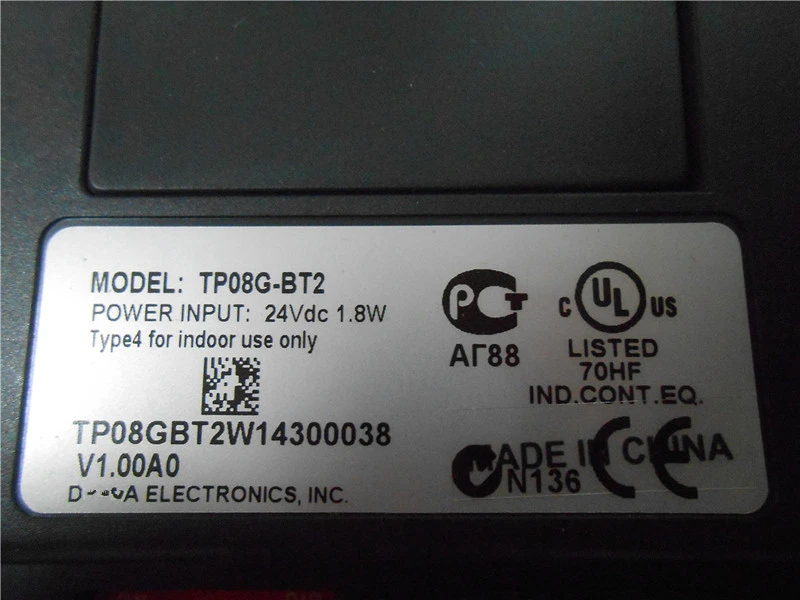 MODEL: TP08G-BT2
POWER INPUT: 24Vdc 1.8W
Type4 for indoor use only
TP08GBT2W14300038
V1.00A0
ELECTRONICS, INC.
РСТ
АГ88
C UL US
LISTED
70HF
IND.CONT.EQ.
MADE IN CHINA
N136
CE